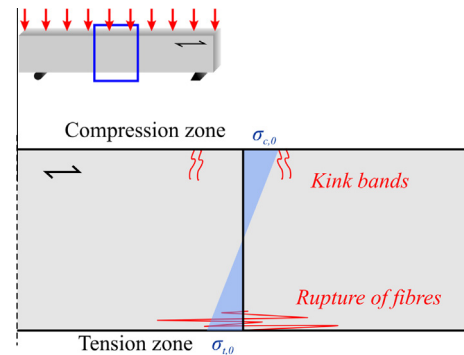 Compression zone
σc,0
Kink bands
Rupture of fibres
Tension zone
σt,0